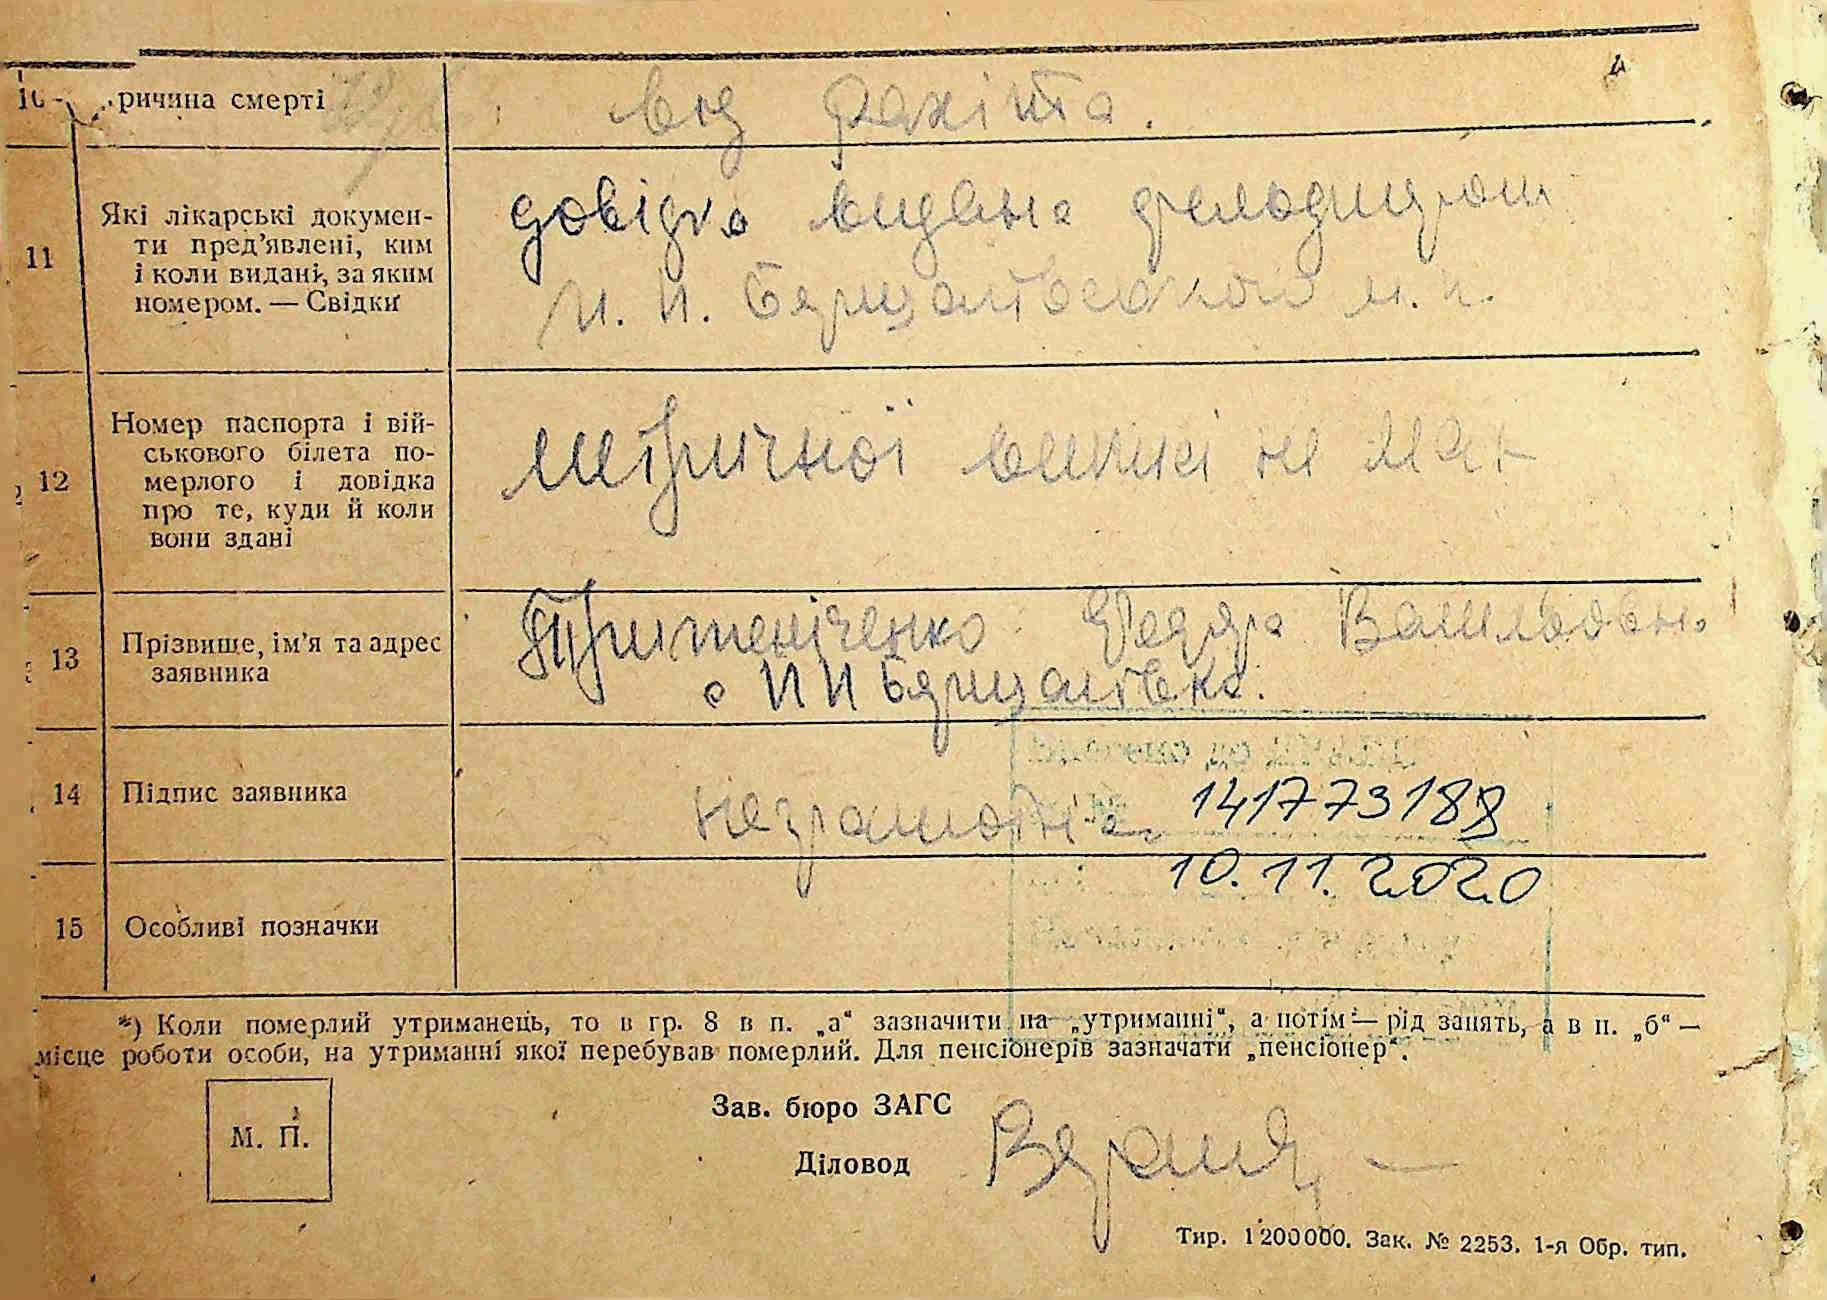 10 ричина смерті від рахіта.
11 Які лікарські докумен-
ти пред'явлені, ким
і коли видані, за яким
номером. — Свідки
довідка видана фельдшером
12 Номер паспорта і вій-
ськового білета по-
мерлого і довідка
про те, куди й коли
вони здані
метричної виписі не має
13 Прізвище, ім'я та адрес
заявника
Василівна
14 Підпис заявника неграмотна
141773188
10.11.2020
15 Особливі позначки
*) Коли померлий утриманець, то в гр. 8 в п. „а“ зазначити на „утриманні“, а потім — рід занять, а в п. „б“ —
місце роботи особи, на утриманні якої перебував померлий. Для пенсіонерів зазначати „пенсіонер“.
М. П.
Зав. бюро ЗАГС
Діловод
Тир. 1200000. Зак. № 2253. 1-я Обр. тип.